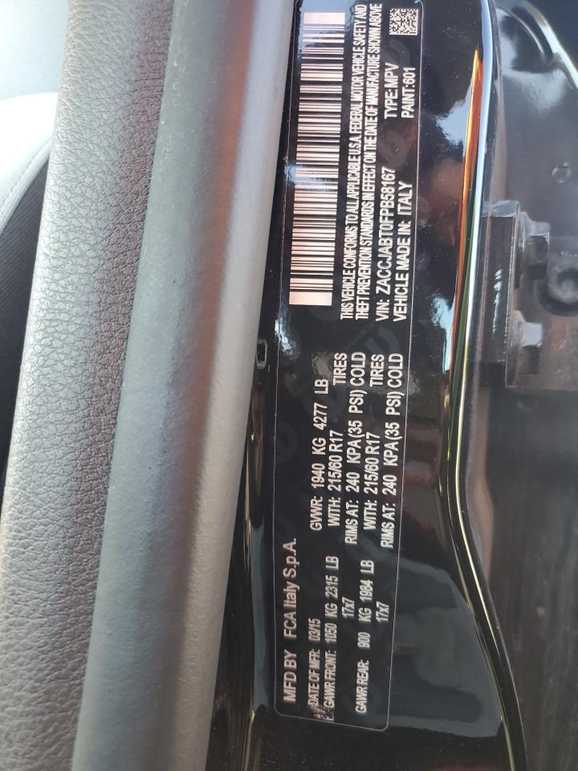 MFD BY FCA Italy S.p.A.
DATE OF MFR: 03/15 GVWR: 1940 KG 4277 LB
GAWR FRONT: 1050 KG 2315 LB WITH: 215/60 R17 TIRES
17x7 RIMS AT: 240 KPA(35 PSI) COLD
GAWR REAR: 900 KG 1984 LB WITH: 215/60 R17 TIRES
17x7 RIMS AT: 240 KPA(35 PSI) COLD
THIS VEHICLE CONFORMS TO ALL APPLICABLE U.S.A. FEDERAL MOTOR VEHICLE SAFETY AND
THEFT PREVENTION STANDARDS IN EFFECT ON THE DATE OF MANUFACTURE SHOWN ABOVE
VIN: ZACCJABT0FPB58167 TYPE: MPV
VEHICLE MADE IN: ITALY PAINT: 601